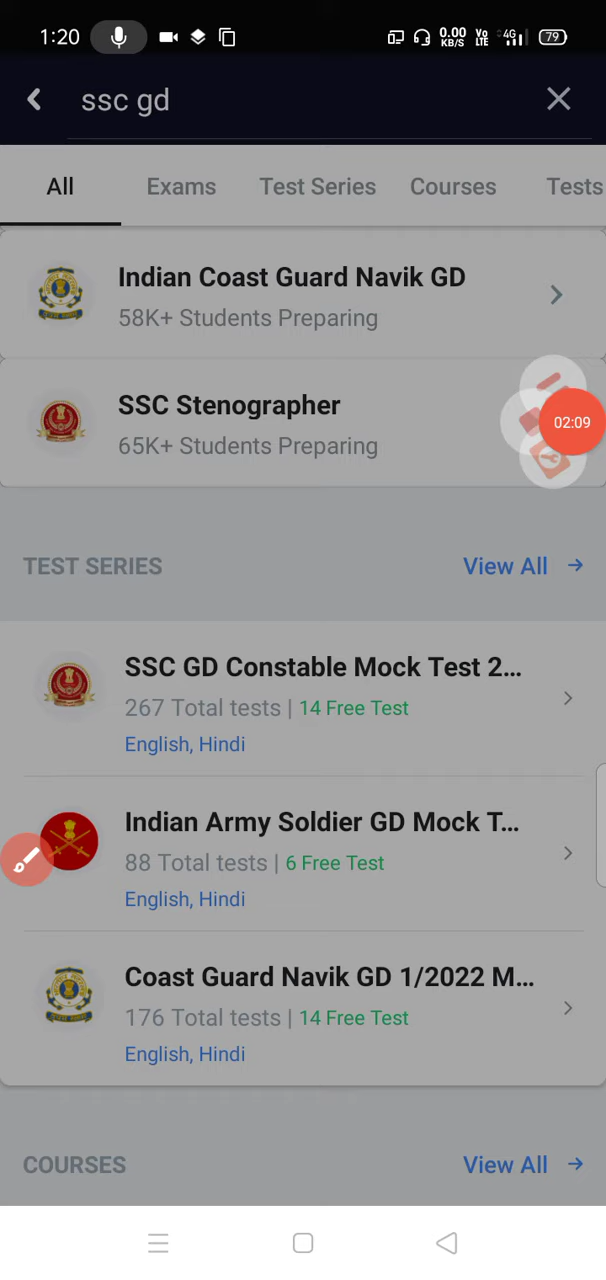 1:20
0.00 KB/S
Vo LTE
4G
79
ssc gd
All
Exams
Test Series
Courses
Tests
Indian Coast Guard Navik GD
58K+ Students Preparing
SSC Stenographer
65K+ Students Preparing
02:09
TEST SERIES
View All
SSC GD Constable Mock Test 2...
267 Total tests | 14 Free Test
English, Hindi
Indian Army Soldier GD Mock T...
88 Total tests | 6 Free Test
English, Hindi
Coast Guard Navik GD 1/2022 M...
176 Total tests | 14 Free Test
English, Hindi
COURSES
View All